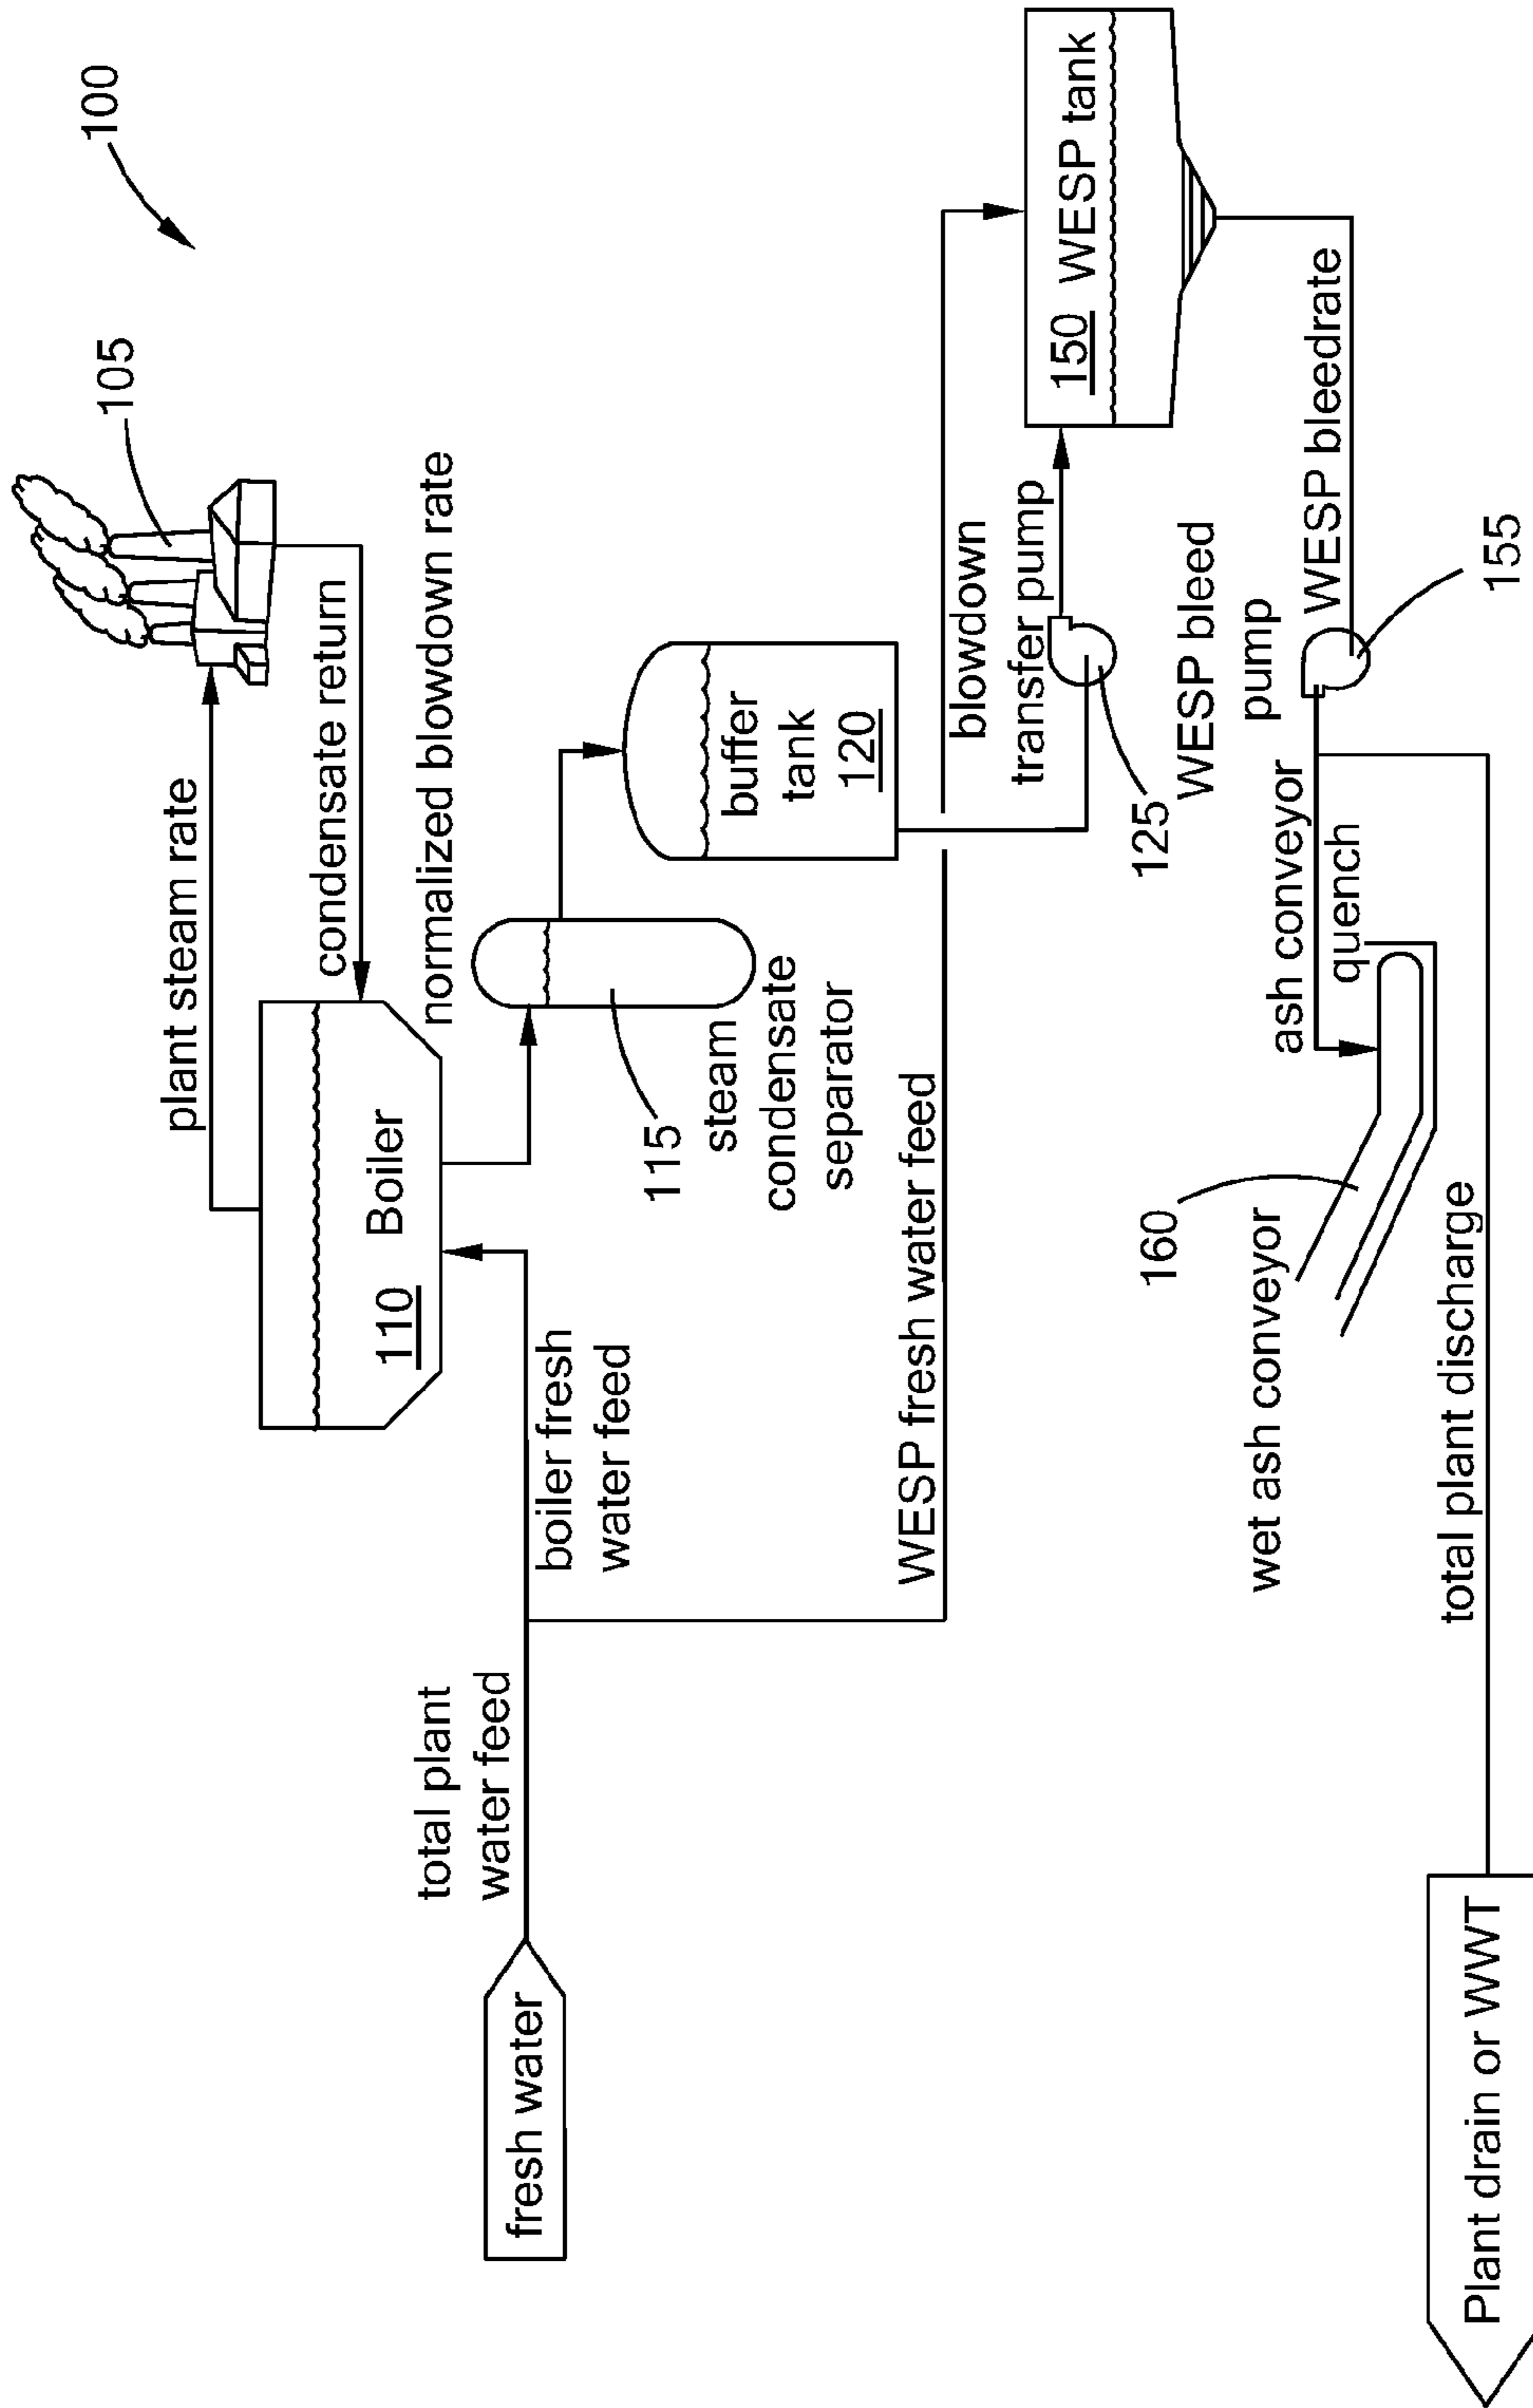 100
105
plant steam rate
condensate return
110 Boiler
normalized blowdown rate
115
steam
condensate
separator
buffer
tank
120
fresh water
total plant
water feed
boiler fresh
water feed
WESP fresh water feed
blowdown
transfer pump
125
150 WESP tank
WESP bleed
pump
WESP bleedrate
155
ash conveyor
quench
160
wet ash conveyor
total plant discharge
Plant drain or WWT